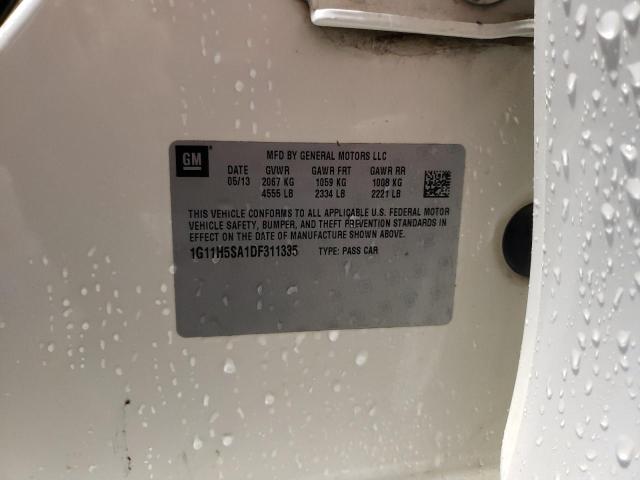 GM
MFD BY GENERAL MOTORS LLC
DATE GVWR GAWR FRT GAWR RR
05/13 2067 KG 1059 KG 1008 KG
4555 LB 2334 LB 2221 LB
THIS VEHICLE CONFORMS TO ALL APPLICABLE U.S. FEDERAL MOTOR
VEHICLE SAFETY, BUMPER, AND THEFT PREVENTION STANDARDS
IN EFFECT ON THE DATE OF MANUFACTURE SHOWN ABOVE.
1G11H5SA1DF311335 TYPE: PASS CAR